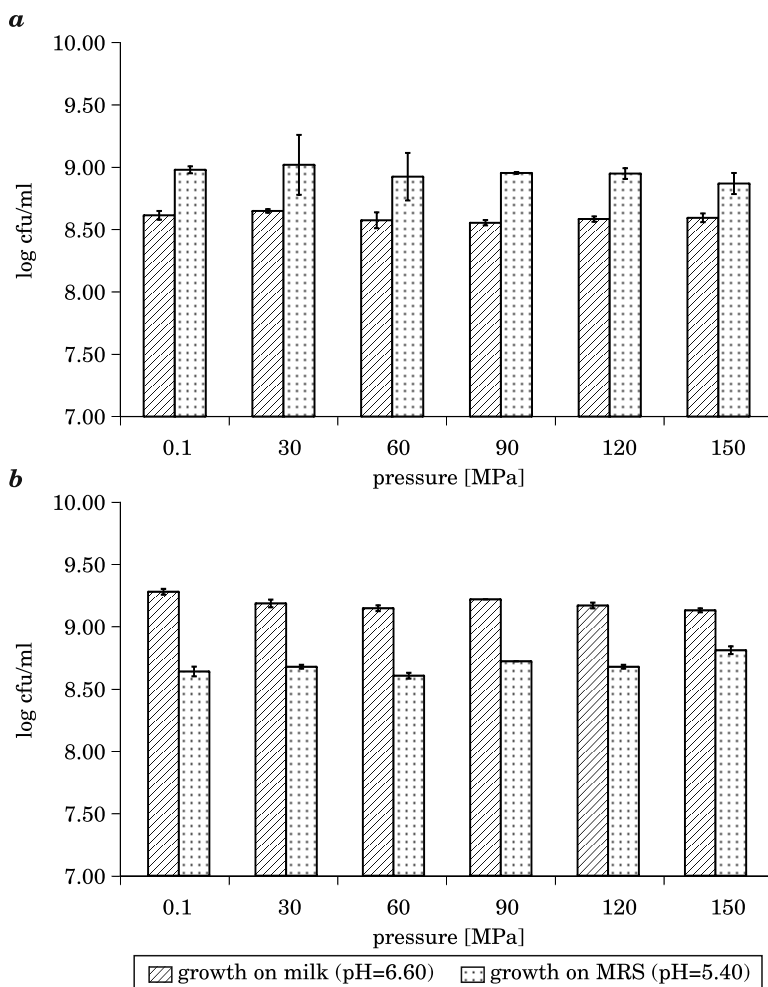 a
10.00
9.50
9.00
8.50
8.00
7.50
7.00
log cfu/ml
0.1 30 60 90 120 150
pressure [MPa]
b
10.00
9.50
9.00
8.50
8.00
7.50
7.00
log cfu/ml
0.1 30 60 90 120 150
pressure [MPa]
growth on milk (pH=6.60) growth on MRS (pH=5.40)